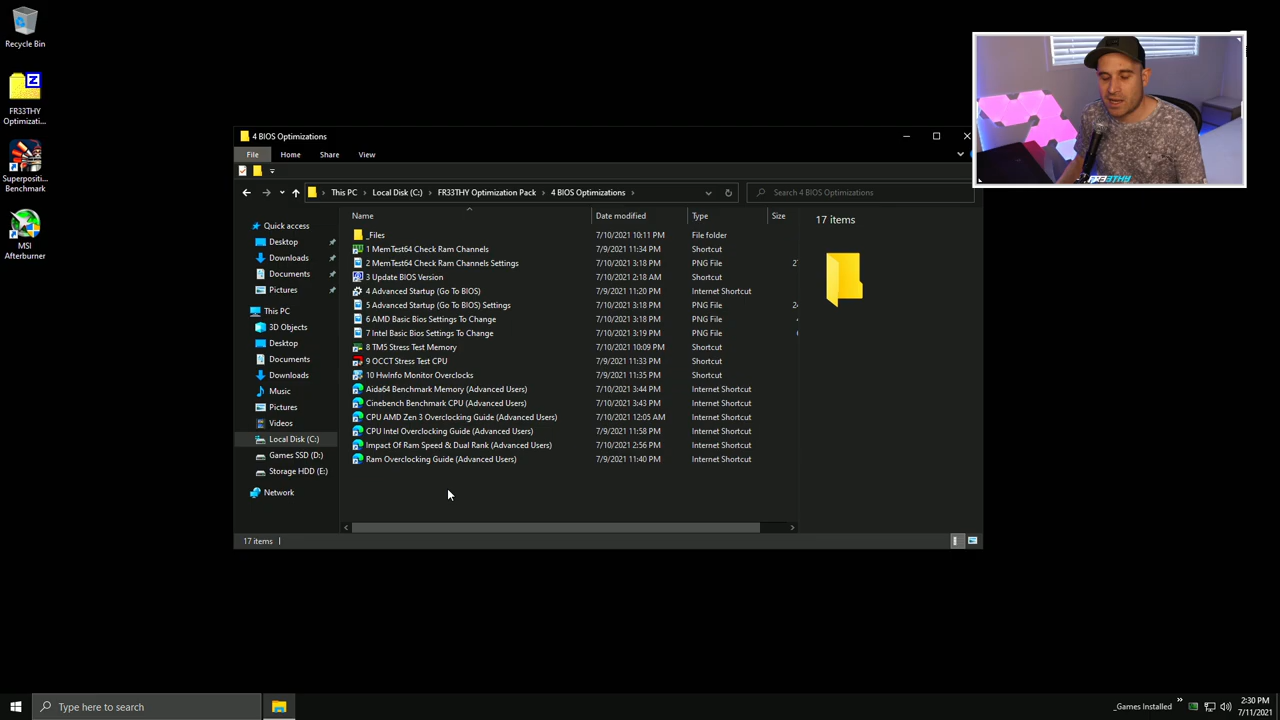 Recycle Bin
Z
FR33THY
Optimizati...
Superpositi...
Benchmark
MSI
Afterburner
4 BIOS Optimizations
File Home Share View
This PC > Local Disk (C:) > FR33THY Optimization Pack > 4 BIOS Optimizations >
Search 4 BIOS Optimizations
Quick access
Desktop
Downloads
Documents
Pictures
This PC
3D Objects
Desktop
Documents
Downloads
Music
Pictures
Videos
Local Disk (C:)
Games SSD (D:)
Storage HDD (E:)
Network
Name Date modified Type Size
_Files 7/10/2021 10:11 PM File folder
1 MemTest64 Check Ram Channels 7/9/2021 11:34 PM Shortcut
2 MemTest64 Check Ram Channels Settings 7/10/2021 3:18 PM PNG File 2
3 Update BIOS Version 7/10/2021 2:18 AM Shortcut
4 Advanced Startup (Go To BIOS) 7/9/2021 11:20 PM Internet Shortcut
5 Advanced Startup (Go To BIOS) Settings 7/10/2021 3:18 PM PNG File 2
6 AMD Basic Bios Settings To Change 7/10/2021 3:18 PM PNG File
7 Intel Basic Bios Settings To Change 7/10/2021 3:19 PM PNG File
8 TM5 Stress Test Memory 7/10/2021 10:09 PM Shortcut
9 OCCT Stress Test CPU 7/9/2021 11:33 PM Shortcut
10 HwInfo Monitor Overclocks 7/9/2021 11:35 PM Shortcut
Aida64 Benchmark Memory (Advanced Users) 7/10/2021 3:44 PM Internet Shortcut
Cinebench Benchmark CPU (Advanced Users) 7/10/2021 3:43 PM Internet Shortcut
CPU AMD Zen 3 Overclocking Guide (Advanced Users) 7/10/2021 12:05 AM Internet Shortcut
CPU Intel Overclocking Guide (Advanced Users) 7/9/2021 11:58 PM Internet Shortcut
Impact Of Ram Speed & Dual Rank (Advanced Users) 7/10/2021 2:56 PM Internet Shortcut
Ram Overclocking Guide (Advanced Users) 7/9/2021 11:40 PM Internet Shortcut
17 items
17 items
FR33THY
Type here to search
_Games Installed
2:30 PM
7/11/2021